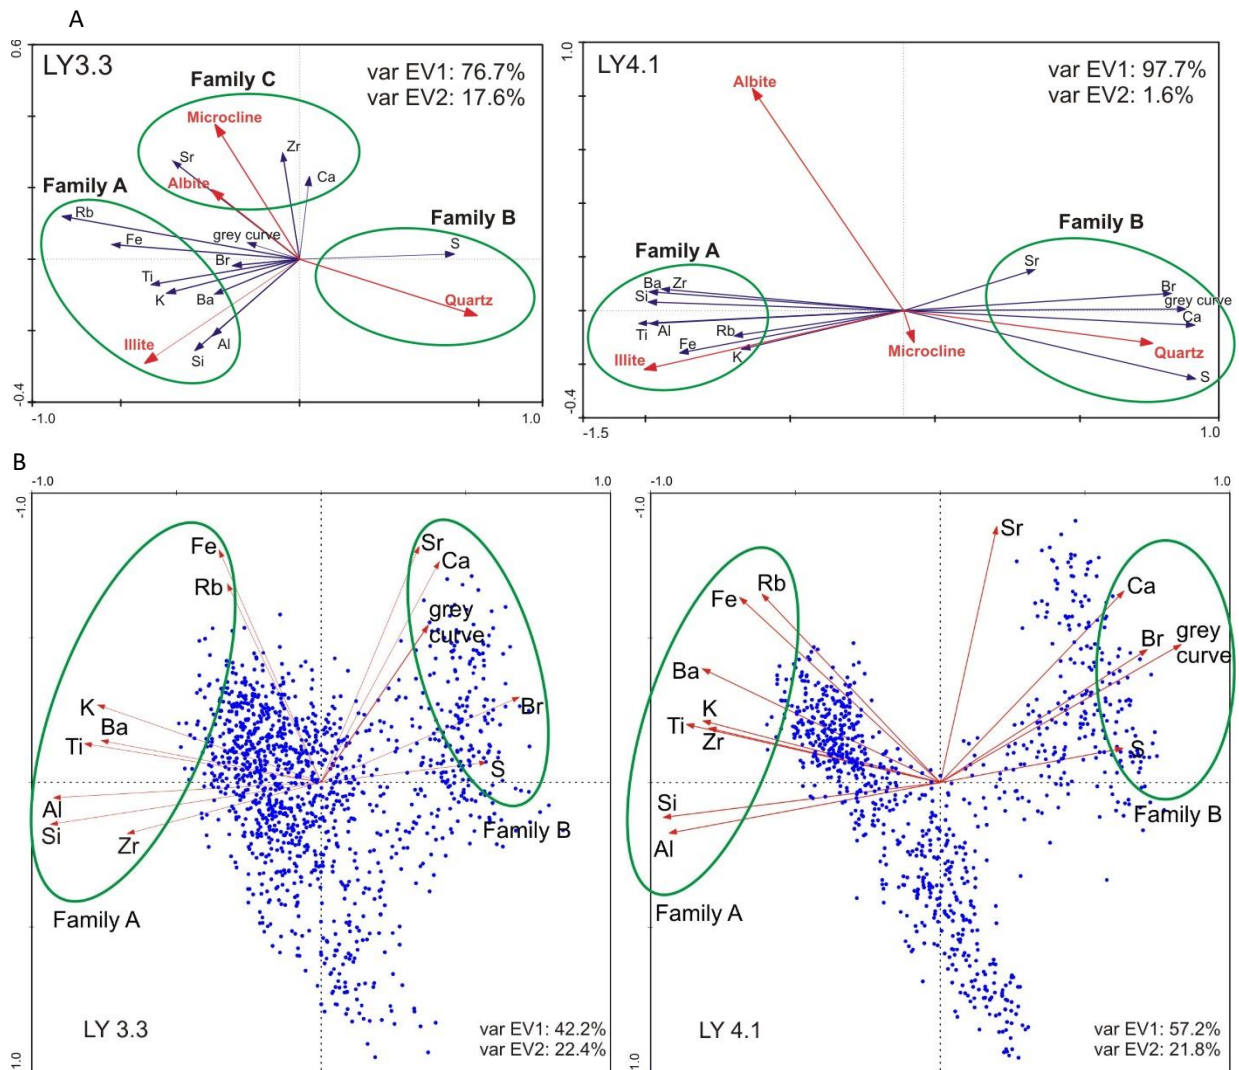 A
0.6
LY3.3
Family C
var EV1: 76.7%
var EV2: 17.6%
Microcline
Zr
Sr
Ca
Albite
Family A
Rb
Fe
grey curve
Br
Family B
S
Ti
K
Ba
Quartz
Illite
Al
Si
-0.4
-1.0
1.0
1.0
LY4.1
Albite
var EV1: 97.7%
var EV2: 1.6%
Family A
Family B
Sr
Ba
Zr
Si
Br
grey curve
Ca
Ti
Al
Rb
Fe
K
Illite
Microcline
Quartz
S
-0.4
-1.5
1.0
B
-1.0
1.0
-1.0
Fe
Rb
Sr
Ca
grey
curve
K
Ba
Ti
Br
S
Al
Si
Zr
Family B
Family A
LY 3.3
var EV1: 42.2%
var EV2: 22.4%
1.0
-1.0
1.0
-1.0
Sr
Rb
Fe
Ca
Br
grey
curve
Ba
K
Ti
Zr
S
Si
Al
Family B
Family A
LY 4.1
var EV1: 57.2%
var EV2: 21.8%
1.0